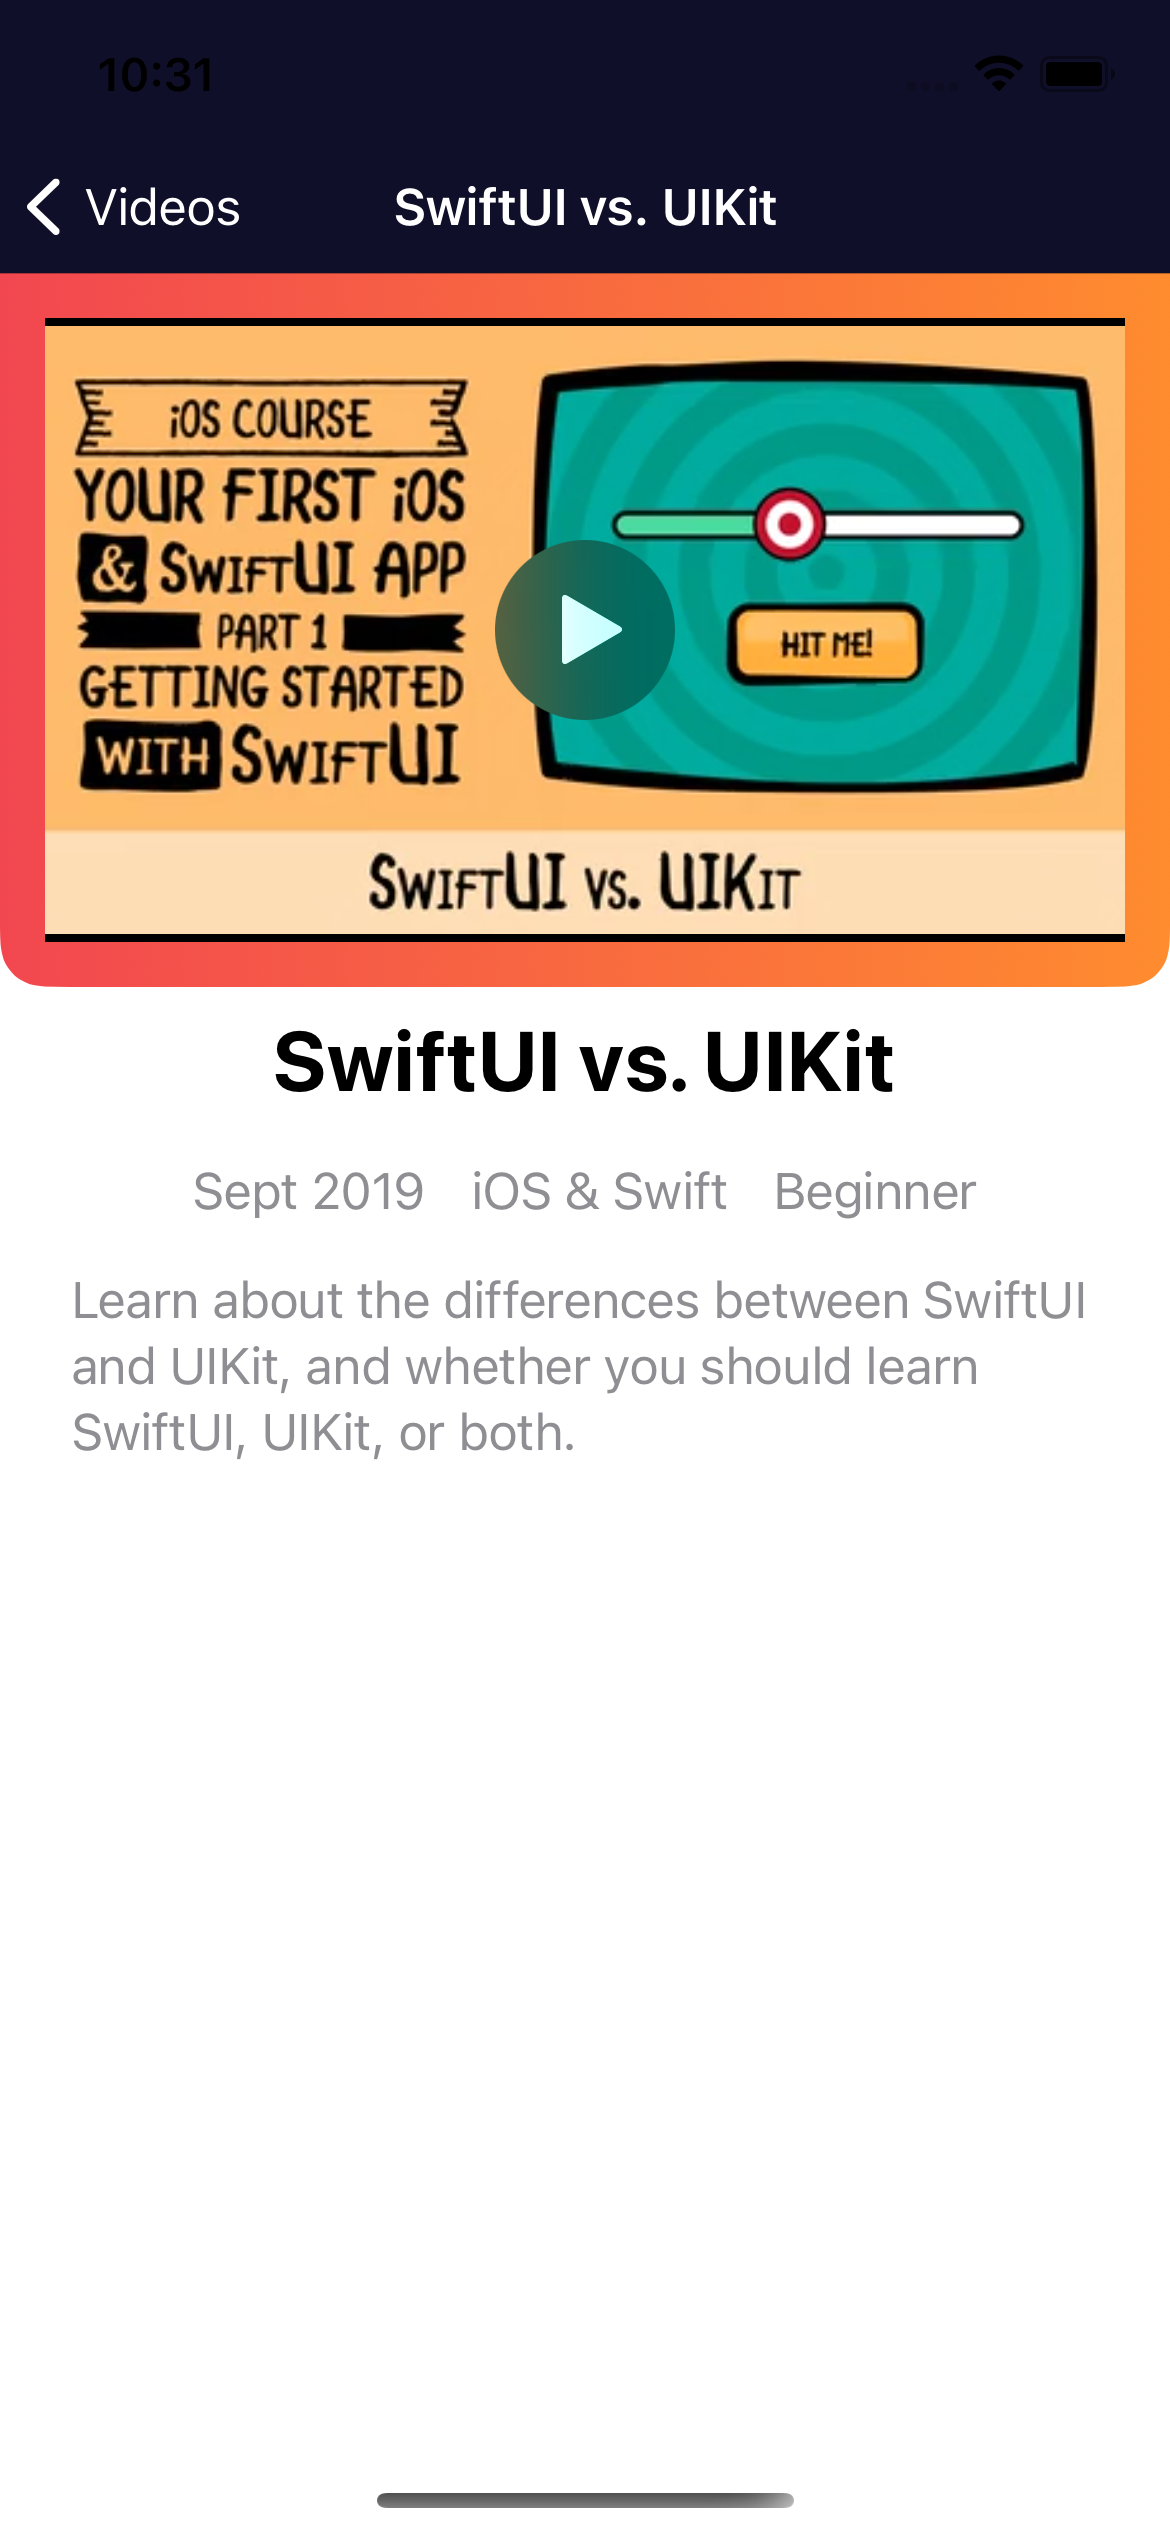 10:31
Videos
SwiftUI vs. UIKit
iOS COURSE
YOUR FIRST iOS
& SWIFTUI APP
PART 1
GETTING STARTED
WITH SWIFTUI
HIT ME!
SWIFTUI VS. UIKIT
SwiftUI vs. UIKit
Sept 2019 iOS & Swift Beginner
Learn about the differences between SwiftUI
and UIKit, and whether you should learn
SwiftUI, UIKit, or both.